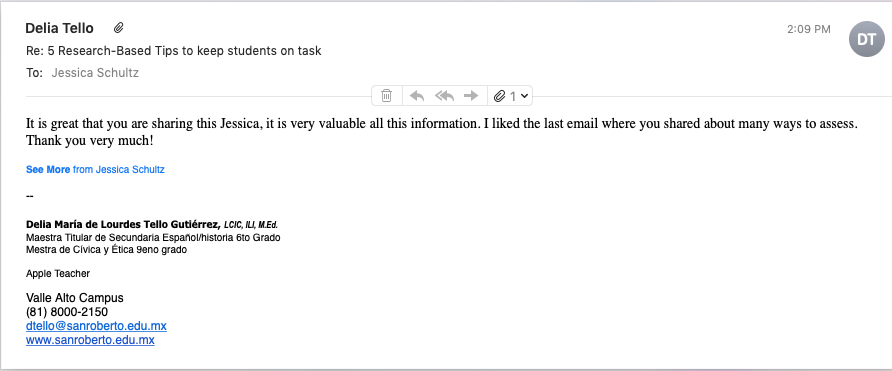 Delia Tello
2:09 PM
DT
Re: 5 Research-Based Tips to keep students on task
To: Jessica Schultz
1
It is great that you are sharing this Jessica, it is very valuable all this information. I liked the last email where you shared about many ways to assess.
Thank you very much!
See More from Jessica Schultz
--
Delia María de Lourdes Tello Gutiérrez, LCIC, ILI, M.Ed.
Maestra Titular de Secundaria Español/historia 6to Grado
Mestra de Cívica y Ética 9eno grado
Apple Teacher
Valle Alto Campus
(81) 8000-2150
dtello@sanroberto.edu.mx
www.sanroberto.edu.mx